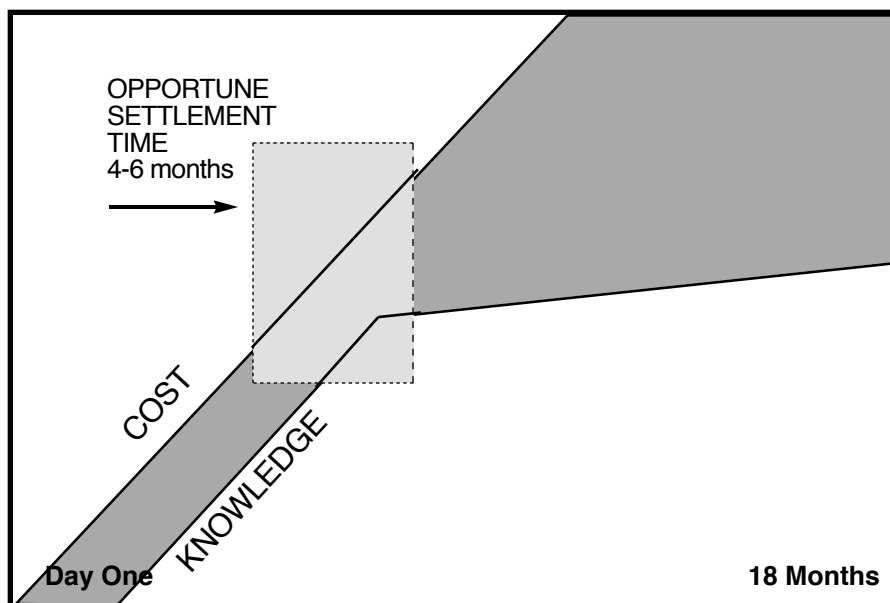 OPPORTUNE
SETTLEMENT
TIME
4-6 months
COST
KNOWLEDGE
Day One
18 Months